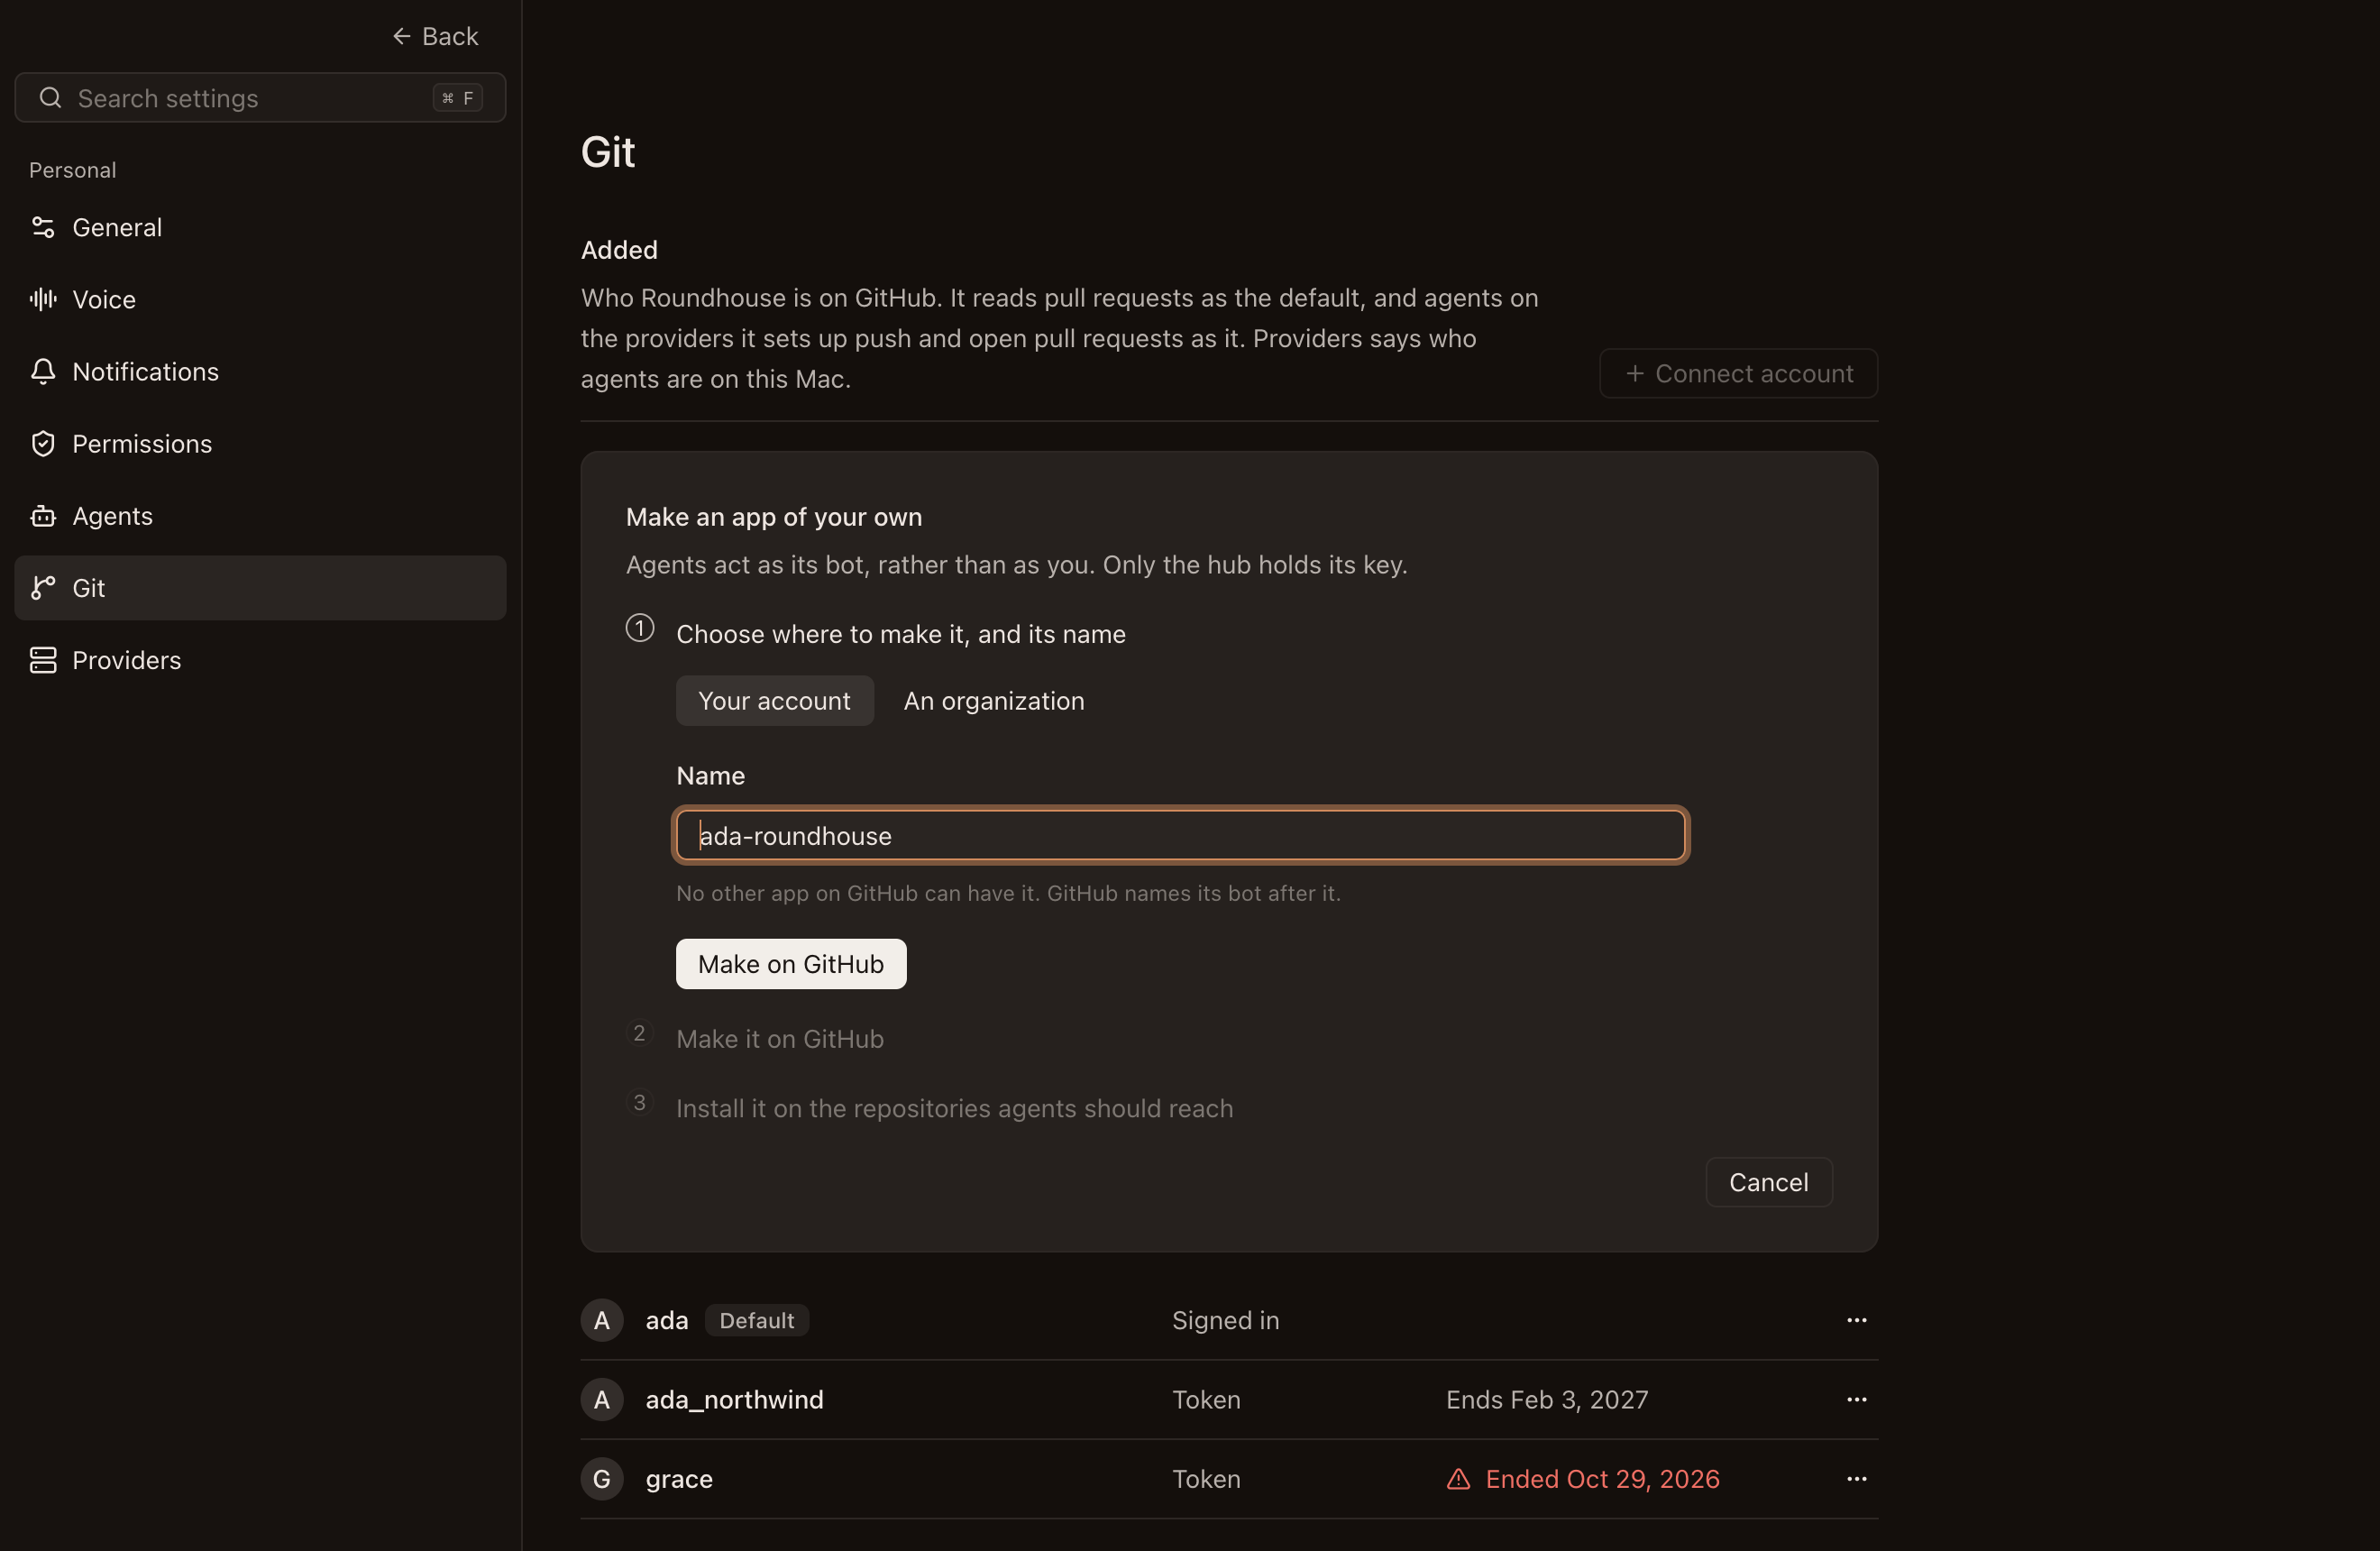 Back
Search settings
⌘ F
Personal
General
Voice
Notifications
Permissions
Agents
Git
Providers
Git
Added
Who Roundhouse is on GitHub. It reads pull requests as the default, and agents on
the providers it sets up push and open pull requests as it. Providers says who
agents are on this Mac.
Connect account
Make an app of your own
Agents act as its bot, rather than as you. Only the hub holds its key.
1 Choose where to make it, and its name
Your account An organization
Name
ada-roundhouse
No other app on GitHub can have it. GitHub names its bot after it.
Make on GitHub
2 Make it on GitHub
3 Install it on the repositories agents should reach
Cancel
A ada Default Signed in
A ada_northwind Token Ends Feb 3, 2027
G grace Token Ended Oct 29, 2026